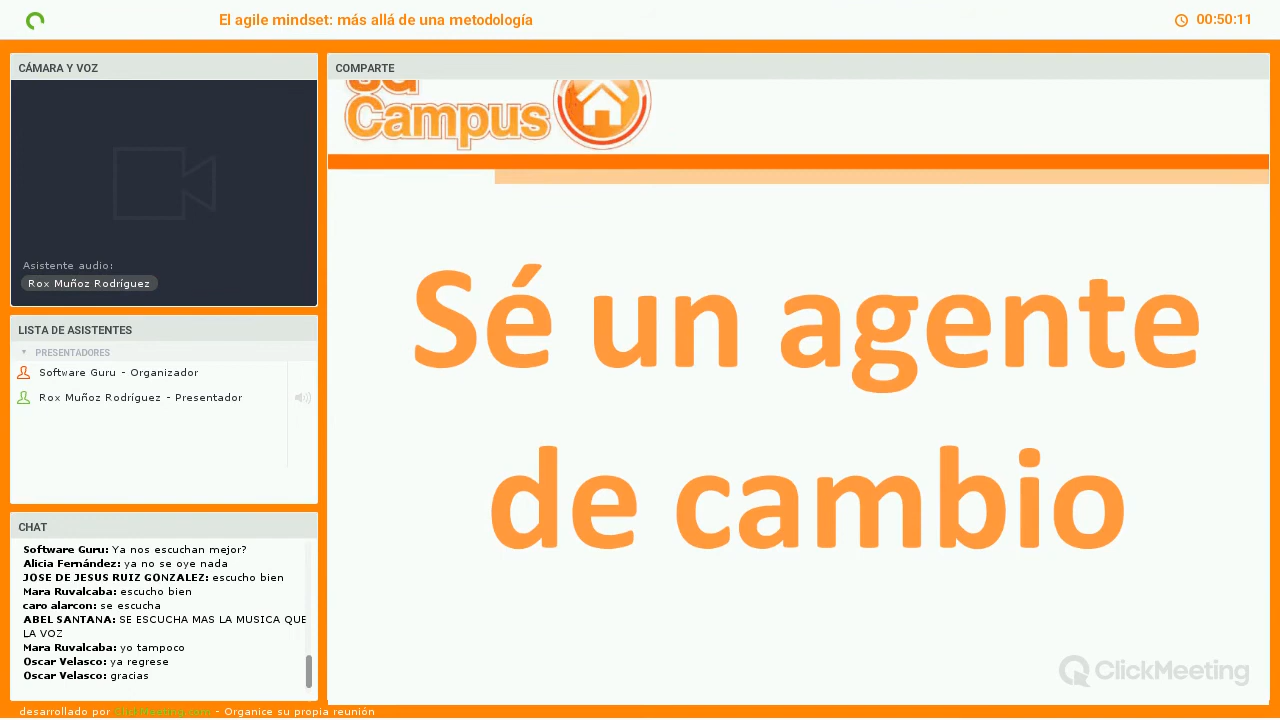 El agile mindset: más allá de una metodología
00:50:11
CÁMARA Y VOZ
Asistente audio:
Rox Muñoz Rodríguez
LISTA DE ASISTENTES
PRESENTADORES
Software Guru - Organizador
Rox Muñoz Rodríguez - Presentador
CHAT
Software Guru: Ya nos escuchan mejor?
Alicia Fernández: ya no se oye nada
JOSE DE JESUS RUIZ GONZALEZ: escucho bien
Mara Ruvalcaba: escucho bien
caro alarcon: se escucha
ABEL SANTANA: SE ESCUCHA MAS LA MUSICA QUE
LA VOZ
Mara Ruvalcaba: yo tampoco
Oscar Velasco: ya regrese
Oscar Velasco: gracias
desarrollado por ClickMeeting.com - Organice su propia reunión
COMPARTE
Campus
Sé un agente
de cambio
ClickMeeting